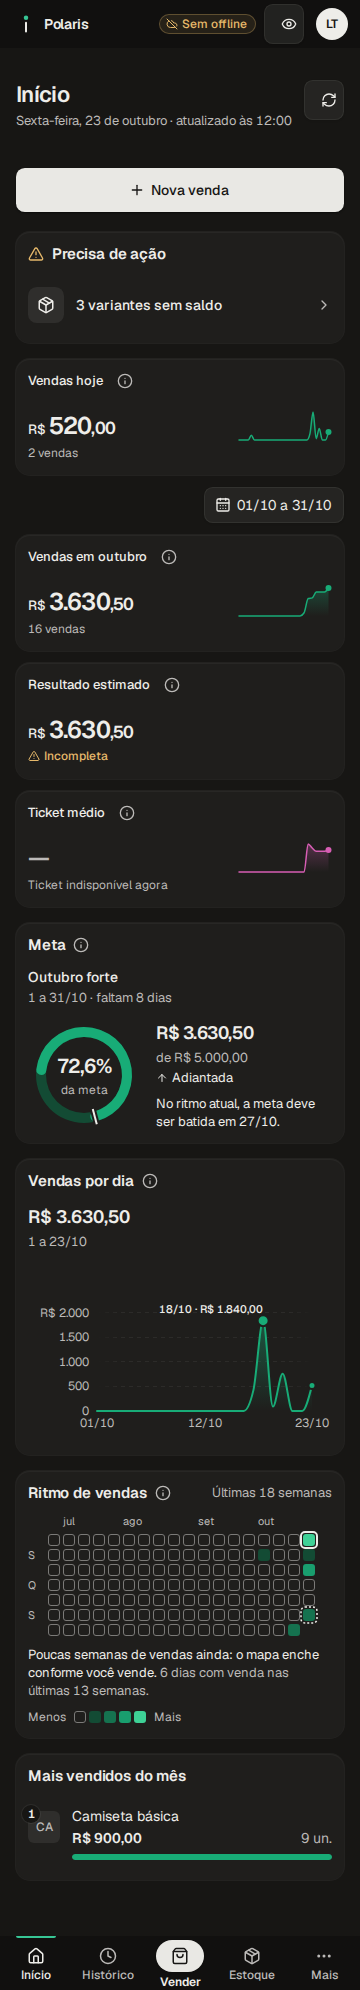 Polaris
Sem offline
LT
Início
Sexta-feira, 23 de outubro · atualizado às 12:00
Nova venda
Precisa de ação
3 variantes sem saldo
Vendas hoje
R$ 520,00
2 vendas
01/10 a 31/10
Vendas em outubro
R$ 3.630,50
16 vendas
Resultado estimado
R$ 3.630,50
Incompleta
Ticket médio
—
Ticket indisponível agora
Meta
Outubro forte
1 a 31/10 · faltam 8 dias
72,6%
da meta
R$ 3.630,50
de R$ 5.000,00
Adiantada
No ritmo atual, a meta deve
ser batida em 27/10.
Vendas por dia
R$ 3.630,50
1 a 23/10
18/10 · R$ 1.840,00
R$ 2.000
1.500
1.000
500
0
01/10 12/10 23/10
Ritmo de vendas
Últimas 18 semanas
jul ago set out
S
Q
S
Poucas semanas de vendas ainda: o mapa enche
conforme você vende. 6 dias com venda nas
últimas 13 semanas.
Menos Mais
Mais vendidos do mês
1
CA
Camiseta básica
R$ 900,00 9 un.
Início Histórico Vender Estoque Mais